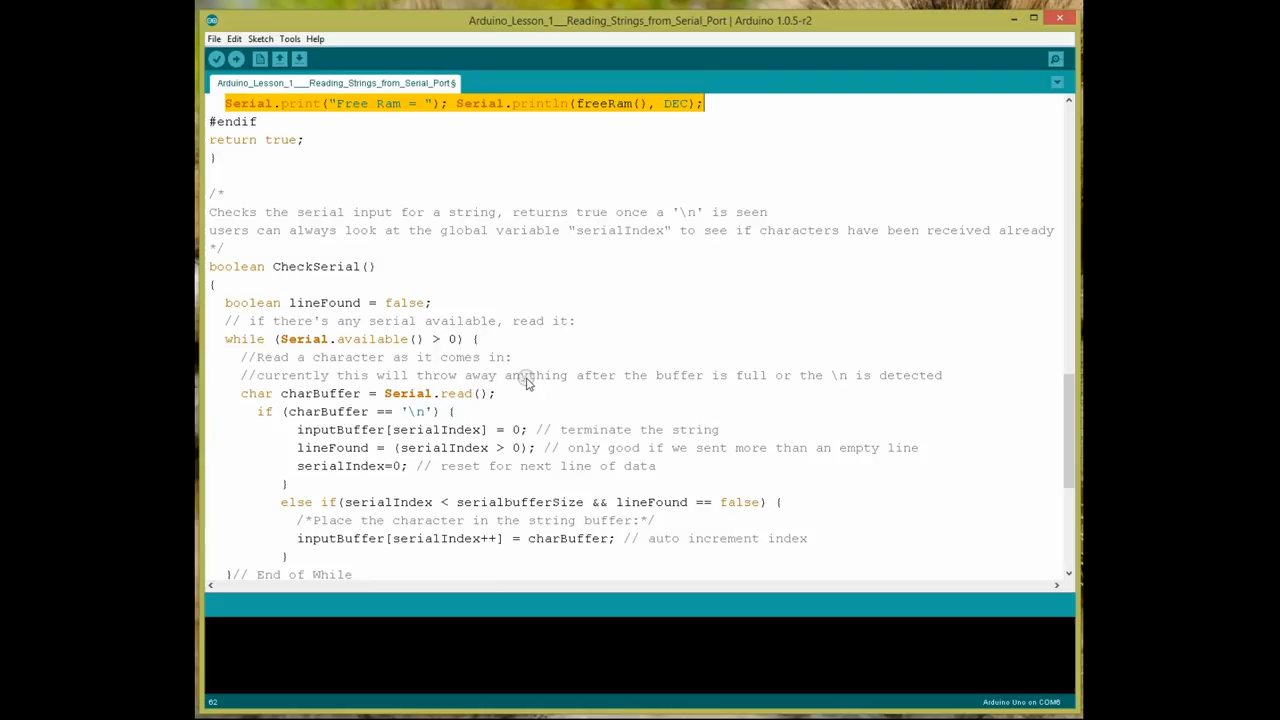 Arduino_Lesson_1__Reading_Strings_from_Serial_Port | Arduino 1.0.5-r2
File Edit Sketch Tools Help
Arduino_Lesson_1__Reading_Strings_from_Serial_Port §
Serial.print("Free Ram = "); Serial.println(freeRam(), DEC);
#endif
return true;
}
/*
Checks the serial input for a string, returns true once a '\n' is seen
users can always look at the global variable "serialIndex" to see if characters have been received already
*/
boolean CheckSerial()
{
boolean lineFound = false;
// if there's any serial available, read it:
while (Serial.available() > 0) {
//Read a character as it comes in:
//currently this will throw away anything after the buffer is full or the \n is detected
char charBuffer = Serial.read();
if (charBuffer == '\n') {
inputBuffer[serialIndex] = 0; // terminate the string
lineFound = (serialIndex > 0); // only good if we sent more than an empty line
serialIndex=0; // reset for next line of data
}
else if(serialIndex < serialbufferSize && lineFound == false) {
/*Place the character in the string buffer:*/
inputBuffer[serialIndex++] = charBuffer; // auto increment index
}
}// End of While
62
Arduino Uno on COM6